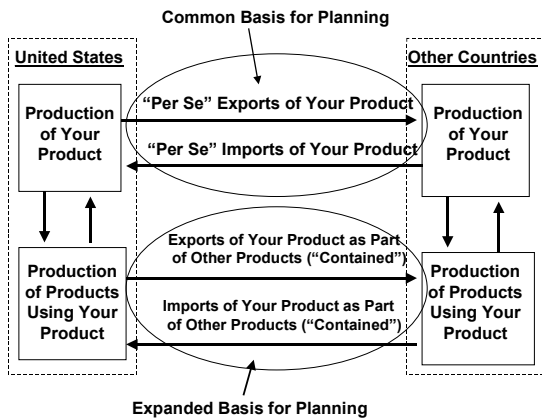 Common Basis for Planning
United States
Other Countries
Production
of Your
Product
“Per Se” Exports of Your Product
“Per Se” Imports of Your Product
Production
of Your
Product
Production
of Products
Using Your
Product
Exports of Your Product as Part
of Other Products (“Contained”)
Imports of Your Product as Part
of Other Products (“Contained”)
Production
of Products
Using Your
Product
Expanded Basis for Planning